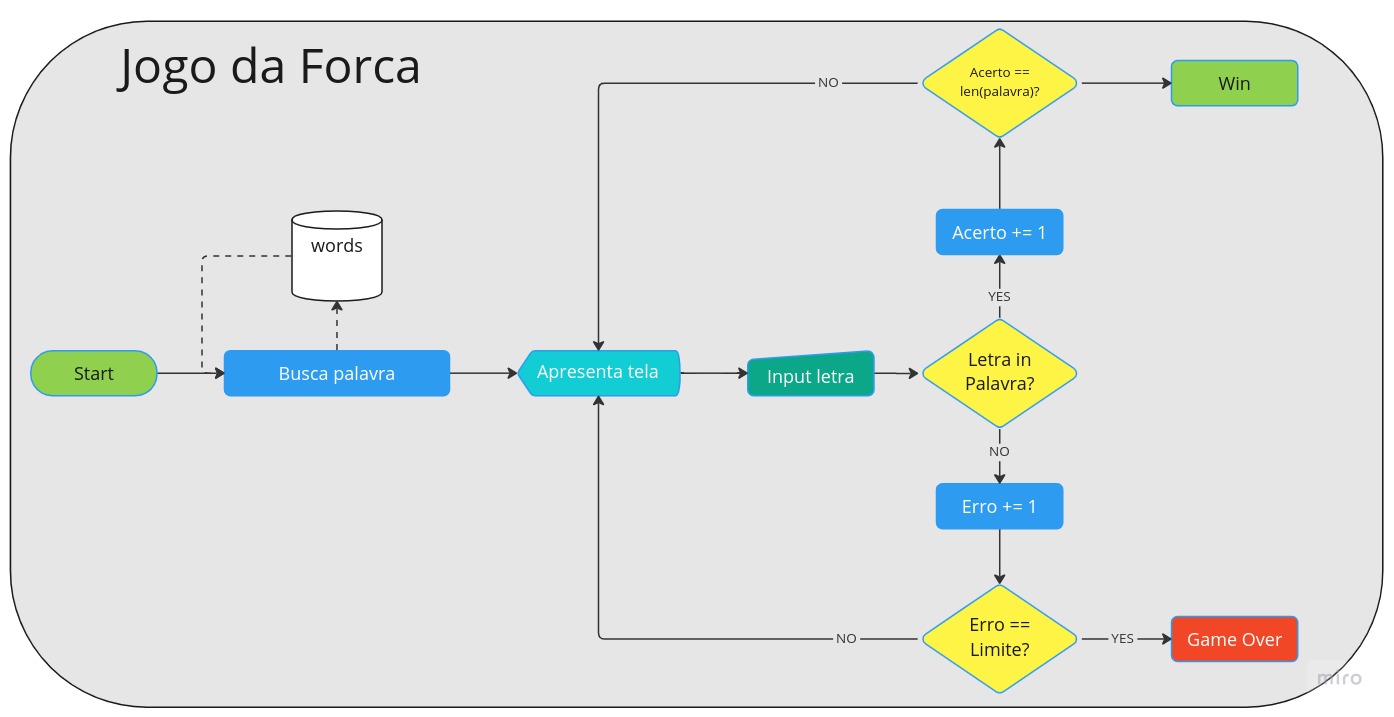 Jogo da Forca
Acerto ==
len(palavra)?
NO
Win
words
Acerto += 1
YES
Start
Busca palavra
Apresenta tela
Input letra
Letra in
Palavra?
NO
Erro += 1
Erro ==
Limite?
NO
YES
Game Over
miro